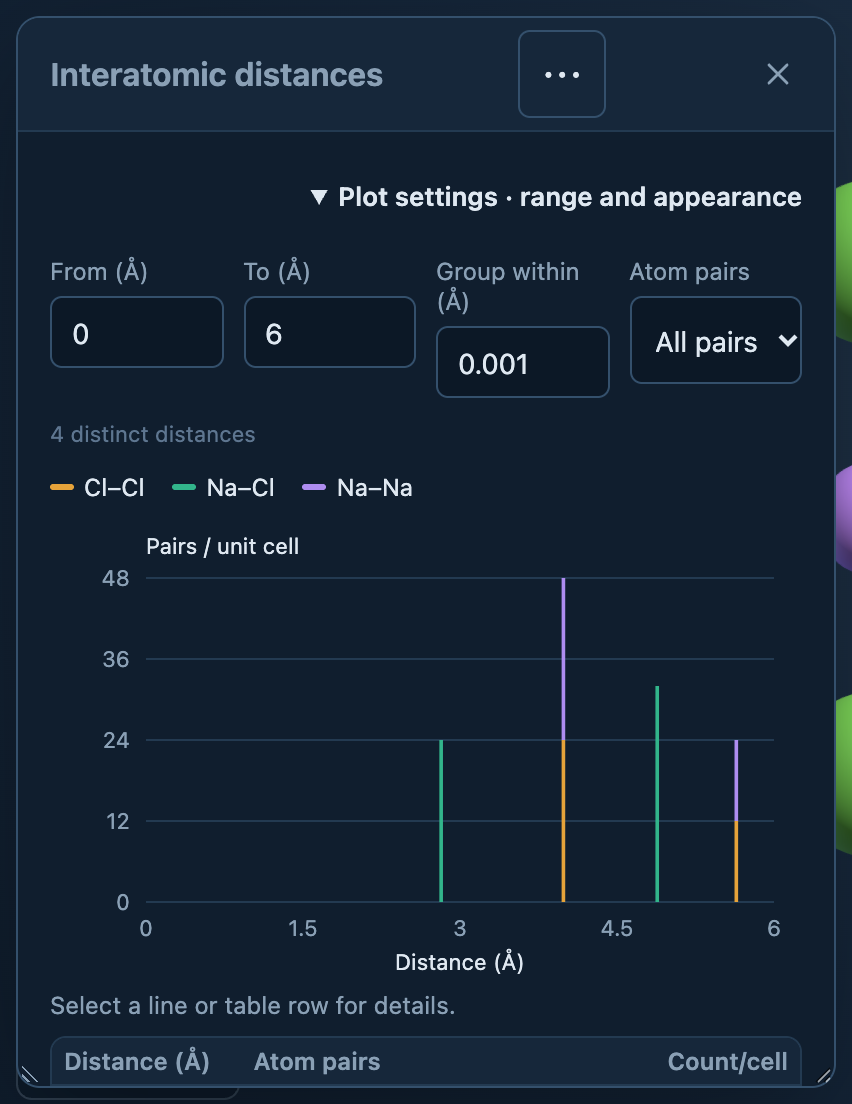 Interatomic distances
▼ Plot settings · range and appearance
From (Å) To (Å) Group within (Å) Atom pairs
0 6 0.001 All pairs
4 distinct distances
Cl–Cl Na–Cl Na–Na
Pairs / unit cell
48
36
24
12
0
0 1.5 3 4.5 6
Distance (Å)
Select a line or table row for details.
Distance (Å) Atom pairs Count/cell